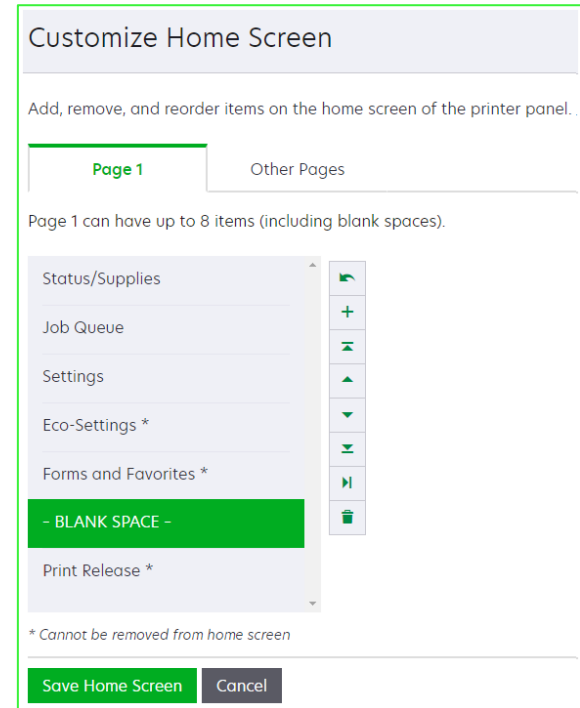 Customize Home Screen
Add, remove, and reorder items on the home screen of the printer panel.
Page 1
Other Pages
Page 1 can have up to 8 items (including blank spaces).
Status/Supplies
Job Queue
Settings
Eco-Settings *
Forms and Favorites *
- BLANK SPACE -
Print Release *
* Cannot be removed from home screen
Save Home Screen
Cancel